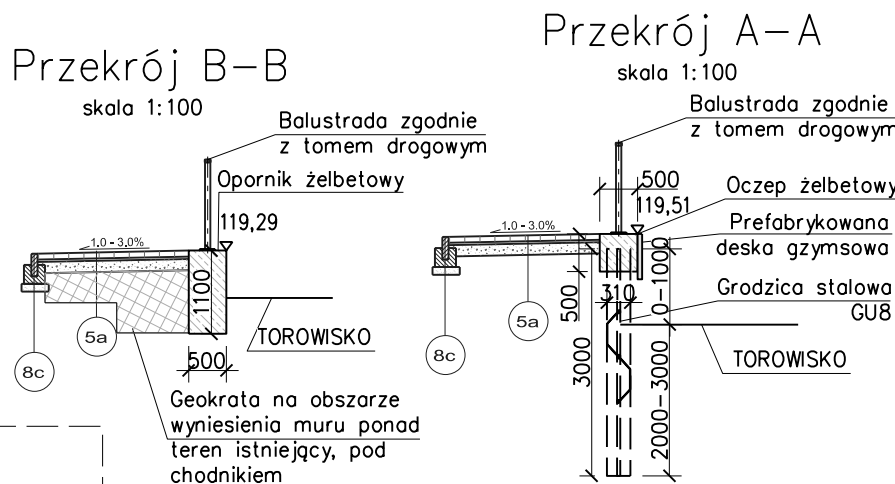 Przekrój B-B
skala 1:100
Balustrada zgodnie
z tomem drogowym
Opornik żelbetowy
119,29
1.0 - 3.0%
1100
TOROWISKO
5a
8c
500
Geokrata na obszarze
wyniesienia muru ponad
teren istniejący, pod
chodnikiem
Przekrój A-A
skala 1:100
Balustrada zgodnie
z tomem drogowym
500
Oczep żelbetowy
119,51
Prefabrykowana
deska gzymsowa
1.0 - 3.0%
0-1000
310
500
Grodzica stalowa
GU8
5a
8c
TOROWISKO
3000
2000-3000